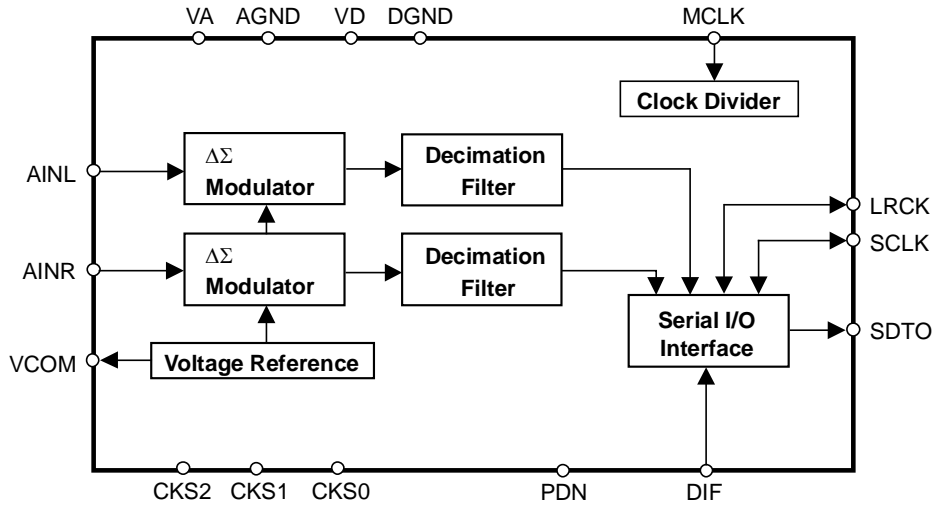 VA AGND VD DGND MCLK
Clock Divider
AINL
ΔΣ
Modulator
Decimation
Filter
LRCK
SCLK
AINR
ΔΣ
Modulator
Decimation
Filter
Serial I/O
Interface
SDTO
VCOM
Voltage Reference
CKS2 CKS1 CKS0 PDN DIF